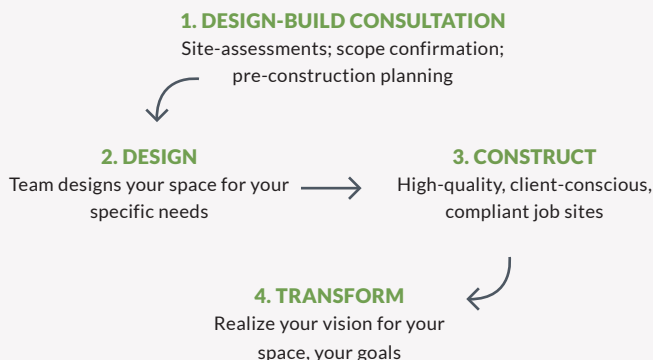 1. DESIGN-BUILD CONSULTATION
Site-assessments; scope confirmation;
pre-construction planning
2. DESIGN
Team designs your space for your
specific needs
3. CONSTRUCT
High-quality, client-conscious,
compliant job sites
4. TRANSFORM
Realize your vision for your
space, your goals